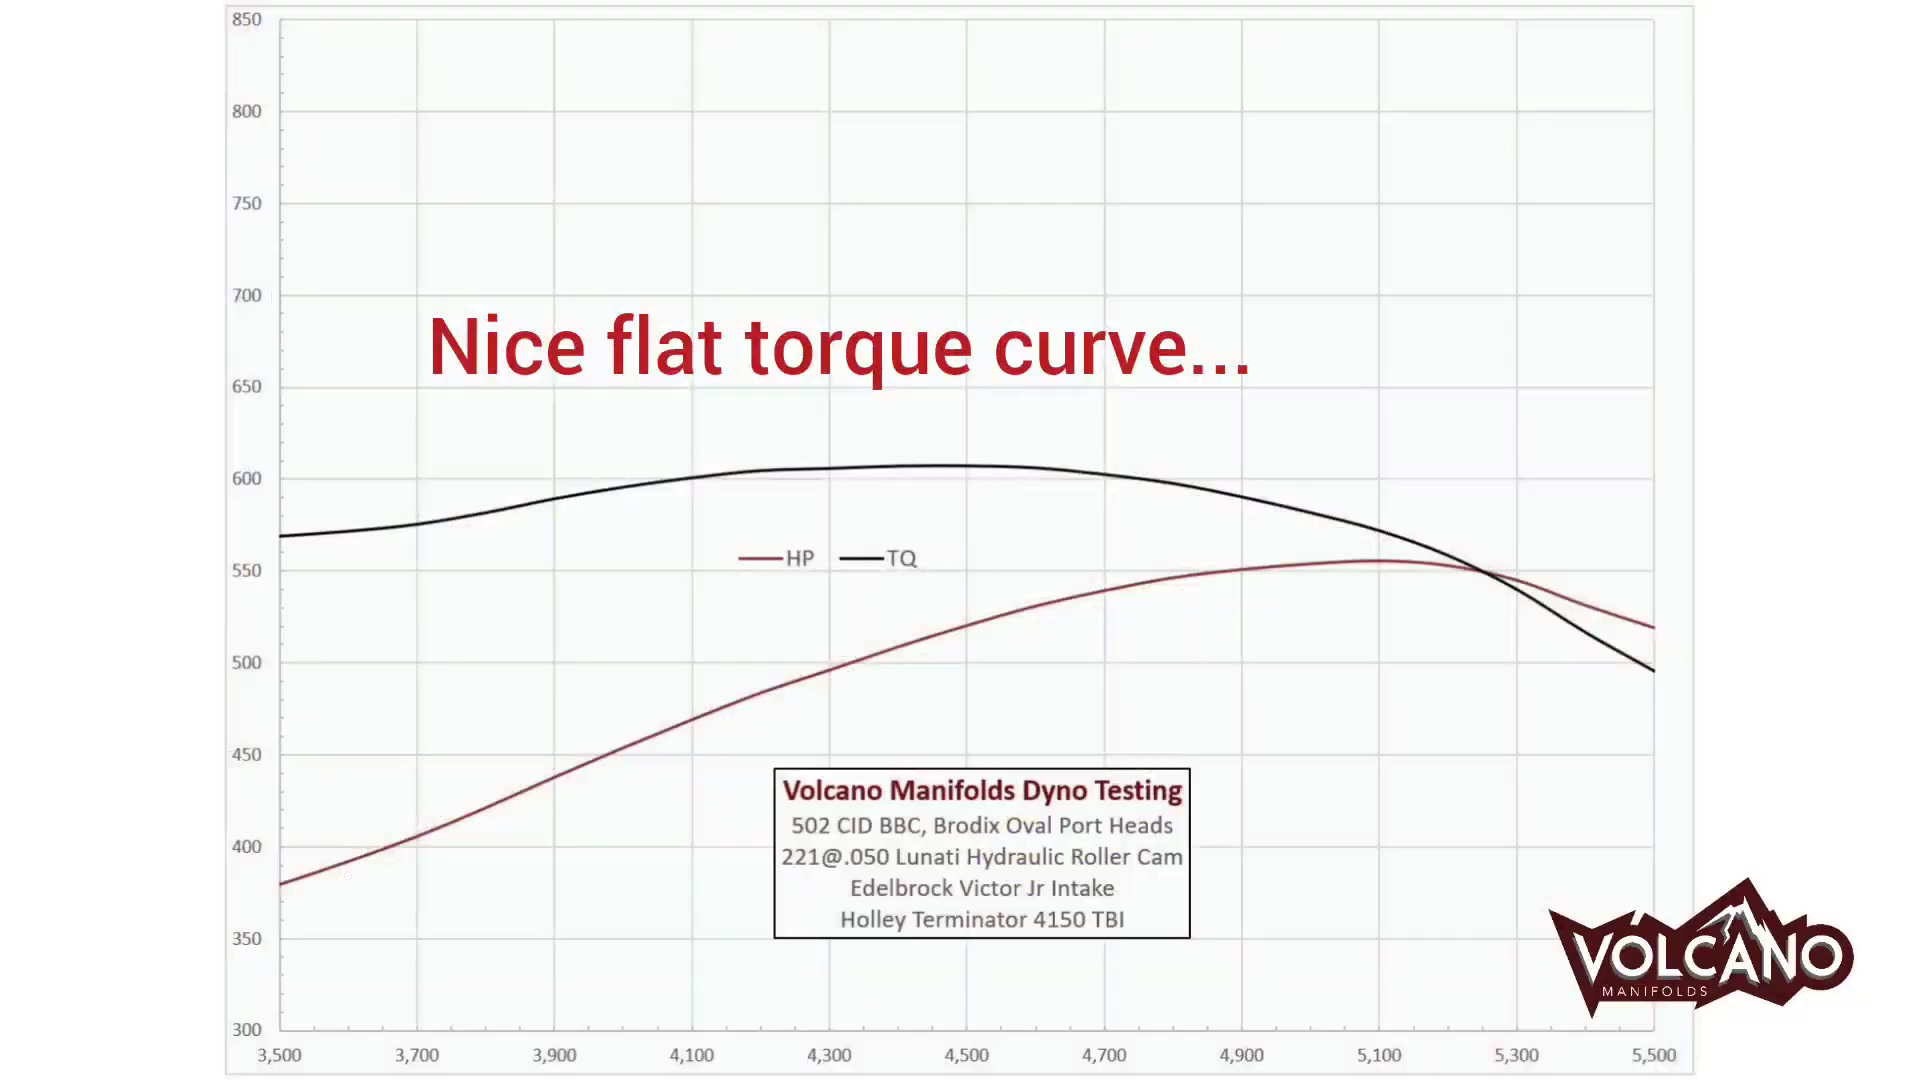 850
800
750
700
Nice flat torque curve...
650
600
HP TQ
550
500
450
Volcano Manifolds Dyno Testing
502 CID BBC, Brodix Oval Port Heads
221@.050 Lunati Hydraulic Roller Cam
Edelbrock Victor Jr Intake
Holley Terminator 4150 TBI
400
350
VOLCANO
MANIFOLDS
300
3,500 3,700 3,900 4,100 4,300 4,500 4,700 4,900 5,100 5,300 5,500